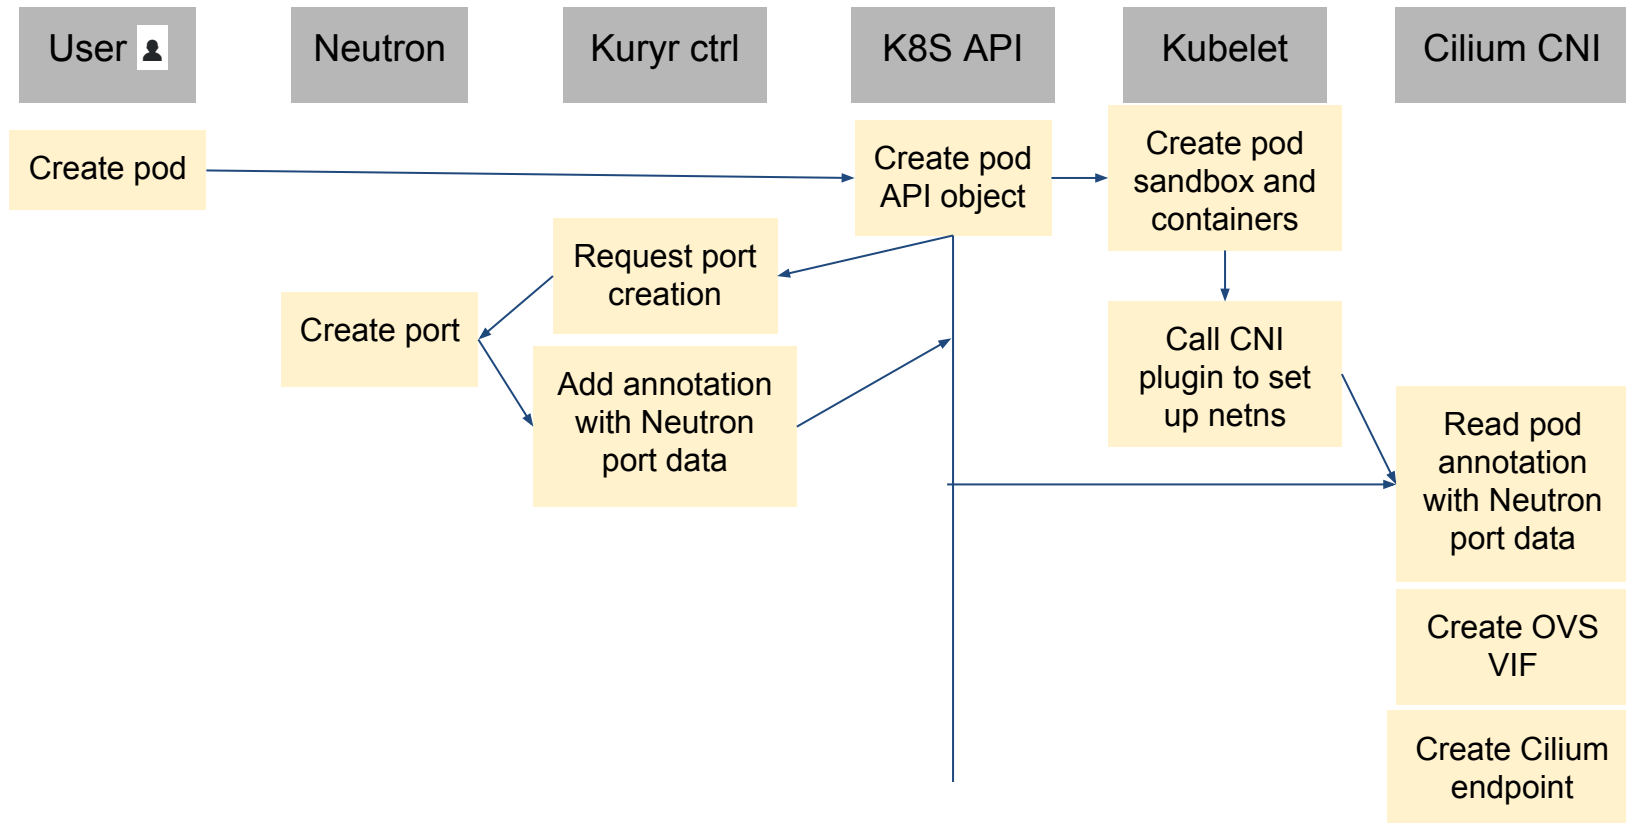 User
Neutron
Kuryr ctrl
K8S API
Kubelet
Cilium CNI
Create pod
Create pod
API object
Create pod
sandbox and
containers
Request port
creation
Create port
Add annotation
with Neutron
port data
Call CNI
plugin to set
up netns
Read pod
annotation
with Neutron
port data
Create OVS
VIF
Create Cilium
endpoint